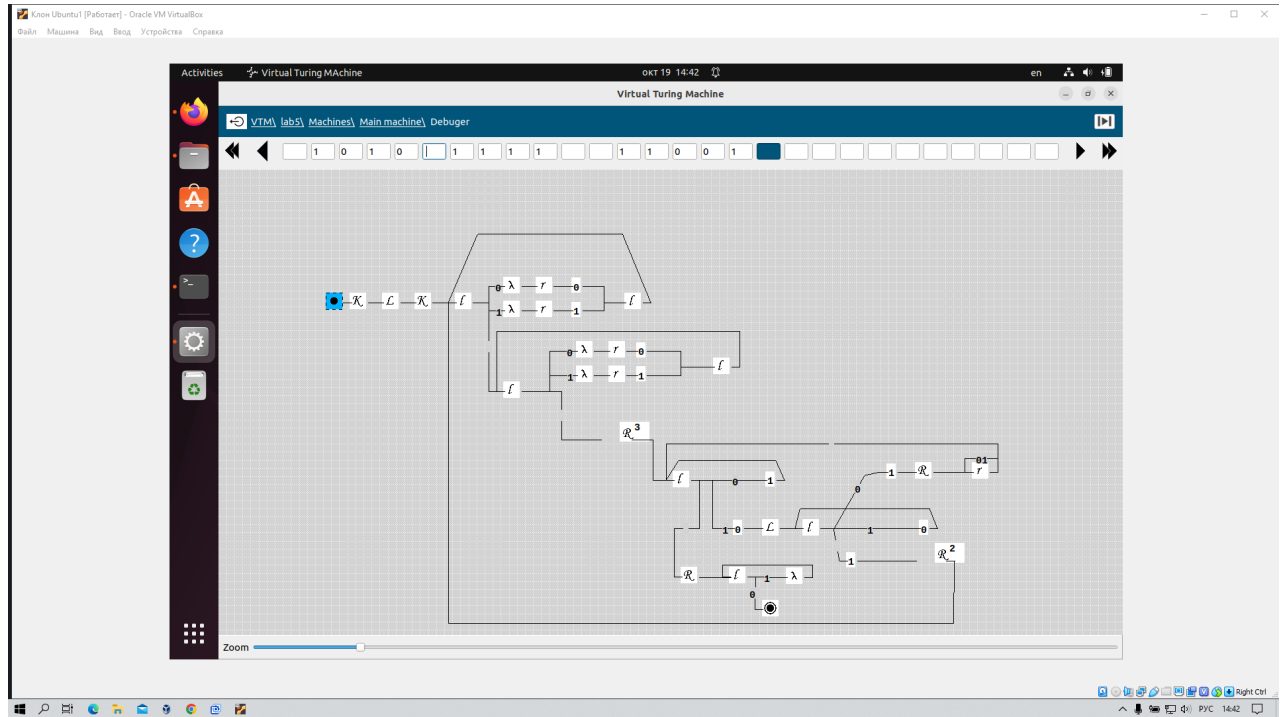 Клон Ubuntu1 [Работает] - Oracle VM VirtualBox
Файл Машина Вид Ввод Устройства Справка
Activities Virtual Turing MAchine окт 19 14:42 en
Virtual Turing Machine
VTM\ lab5\ Machines\ Main machine\ Debuger
1 0 1 0 1 1 1 1 1 1 0 0 1
0 λ r 0
K L K l l
1 λ r 1
0 λ r 0
l
1 λ r 1
l
R 3
01
1 R r
l 0 1
0
1 0 L l 1 0
R 2
1
R l 1 λ
0
Zoom
Right Ctrl
РУС 14:42